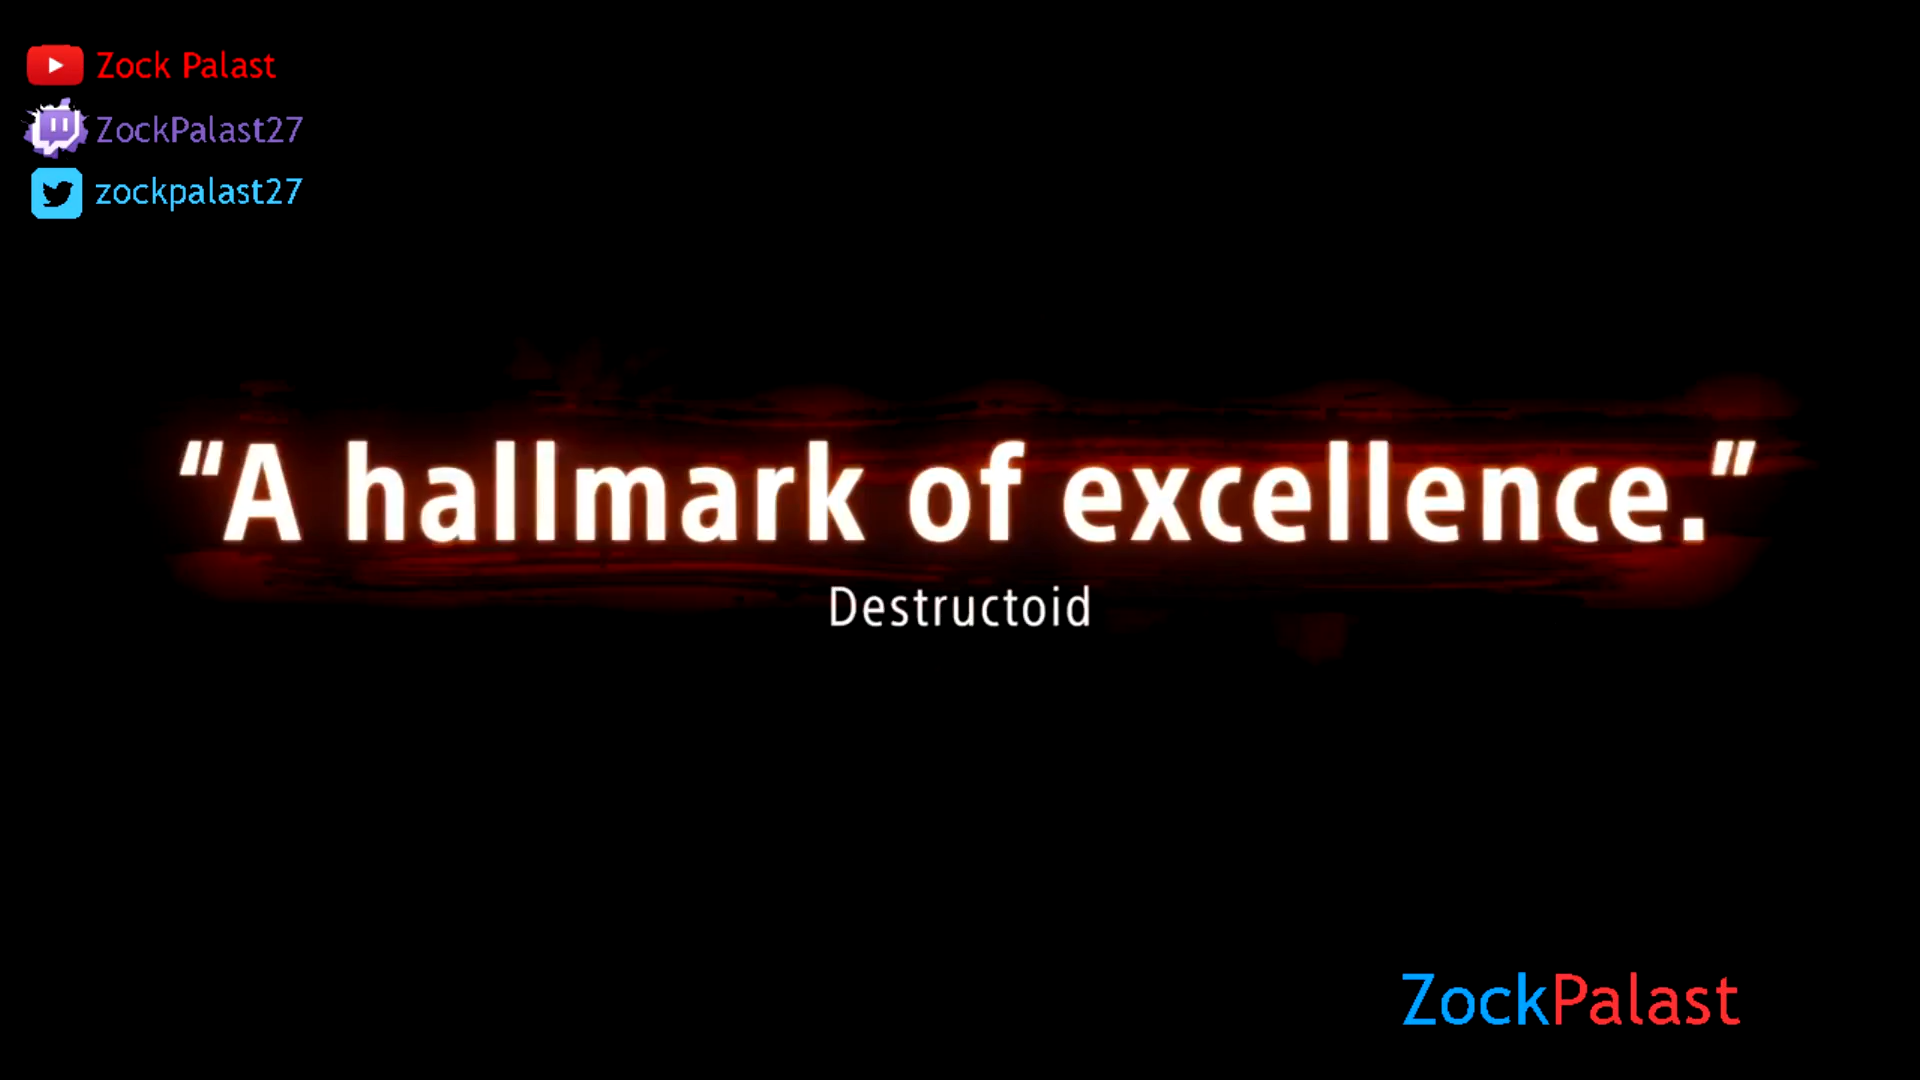 Zock Palast
ZockPalast27
zockpalast27
“A hallmark of excellence.”
Destructoid
ZockPalast